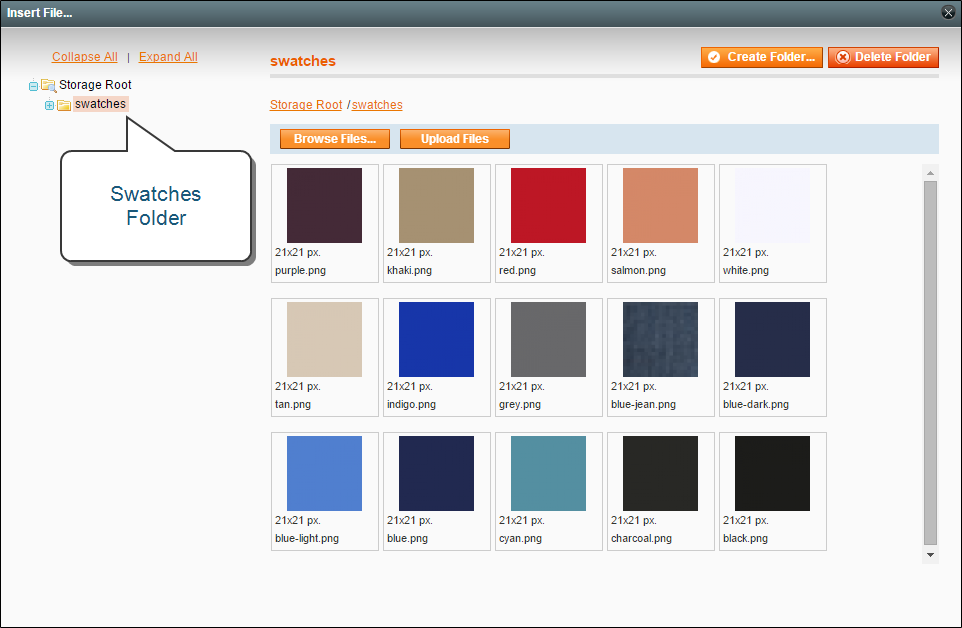 Insert File...
Collapse All | Expand All
Storage Root
swatches
Swatches
Folder
swatches
Create Folder...
Delete Folder
Storage Root / swatches
Browse Files...
Upload Files
21x21 px. 21x21 px. 21x21 px. 21x21 px. 21x21 px.
purple.png khaki.png red.png salmon.png white.png
21x21 px. 21x21 px. 21x21 px. 21x21 px. 21x21 px.
tan.png indigo.png grey.png blue-jean.png blue-dark.png
21x21 px. 21x21 px. 21x21 px. 21x21 px. 21x21 px.
blue-light.png blue.png cyan.png charcoal.png black.png